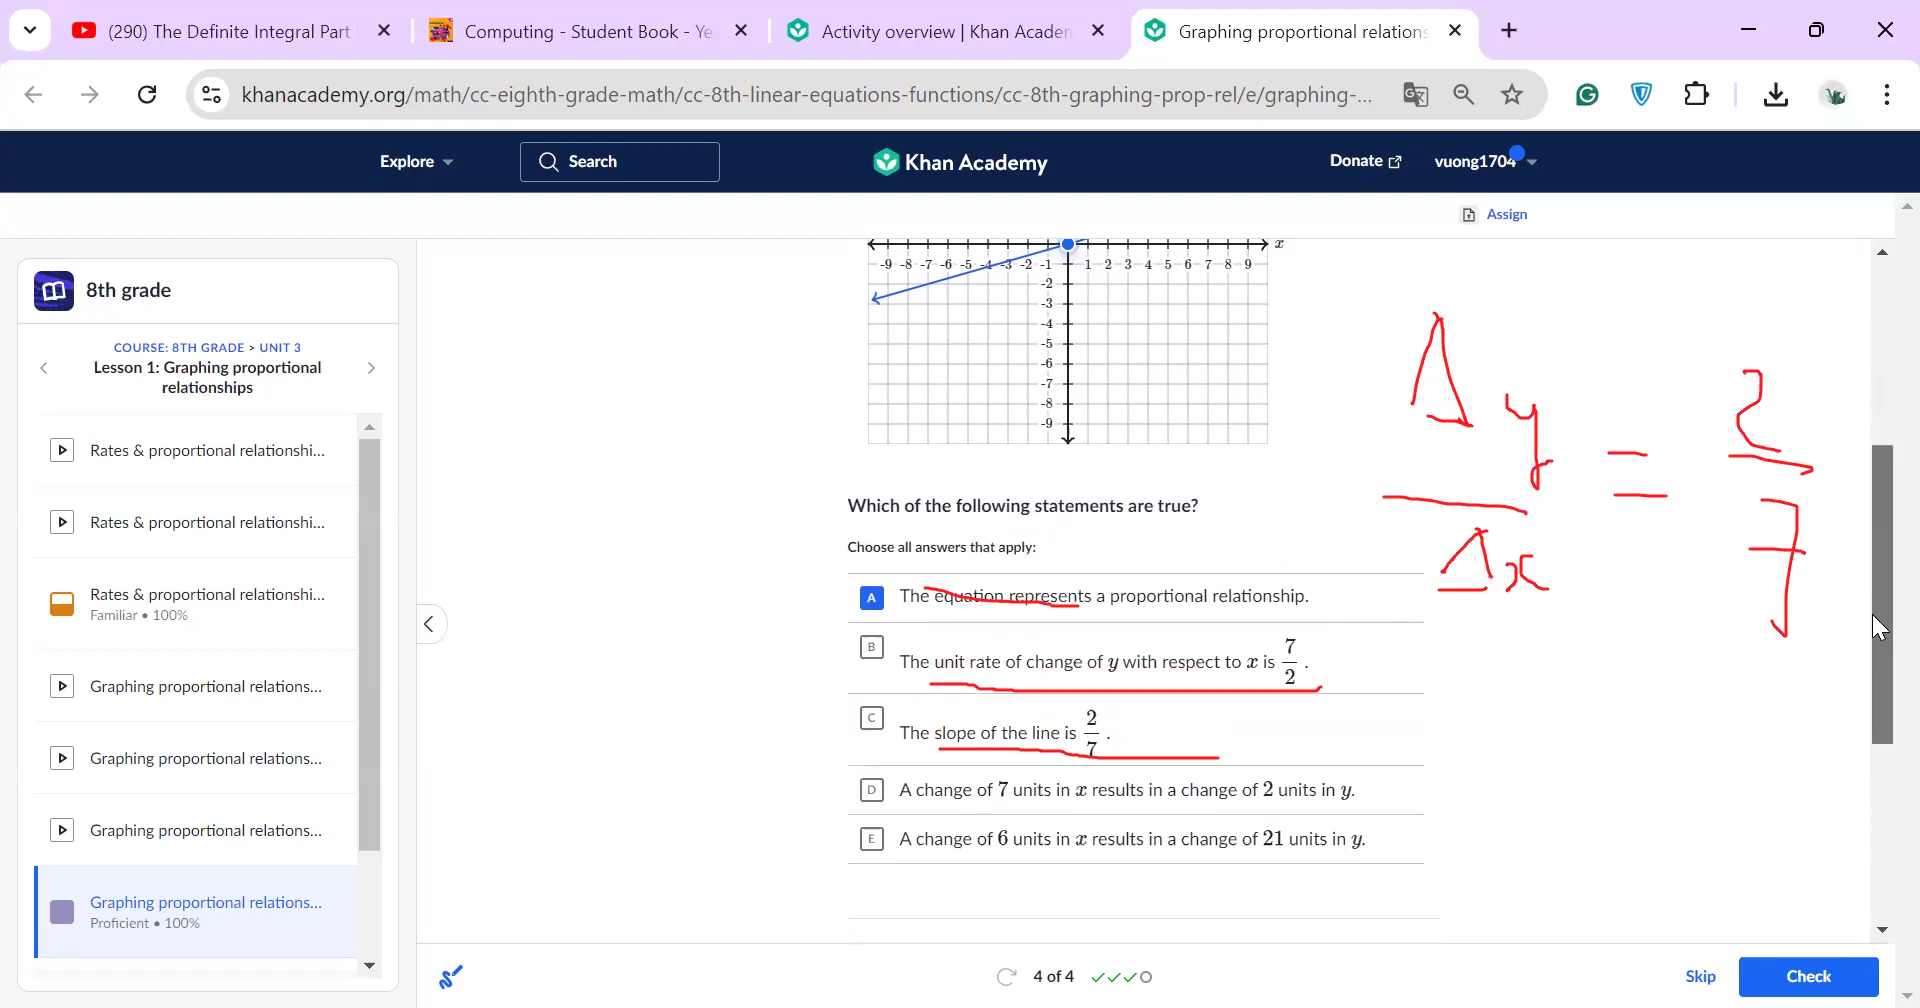 (290) The Definite Integral Part
Computing - Student Book - Ye
Activity overview | Khan Academ
Graphing proportional relations
khanacademy.org/math/cc-eighth-grade-math/cc-8th-linear-equations-functions/cc-8th-graphing-prop-rel/e/graphing-...
Explore
Search
Khan Academy
Donate
vuong1704
Assign
8th grade
COURSE: 8TH GRADE > UNIT 3
Lesson 1: Graphing proportional
relationships
Rates & proportional relationshi...
Rates & proportional relationshi...
Rates & proportional relationshi...
Familiar • 100%
Graphing proportional relations...
Graphing proportional relations...
Graphing proportional relations...
Graphing proportional relations...
Proficient • 100%
x
-9 -8 -7 -6 -5 -4 -3 -2 -1 1 2 3 4 5 6 7 8 9
-2
-3
-4
-5
-6
-7
-8
-9
Δy/Δx = 2/7
Which of the following statements are true?
Choose all answers that apply:
A The equation represents a proportional relationship.
B The unit rate of change of y with respect to x is 7/2.
C The slope of the line is 2/7.
D A change of 7 units in x results in a change of 2 units in y.
E A change of 6 units in x results in a change of 21 units in y.
4 of 4
Skip
Check